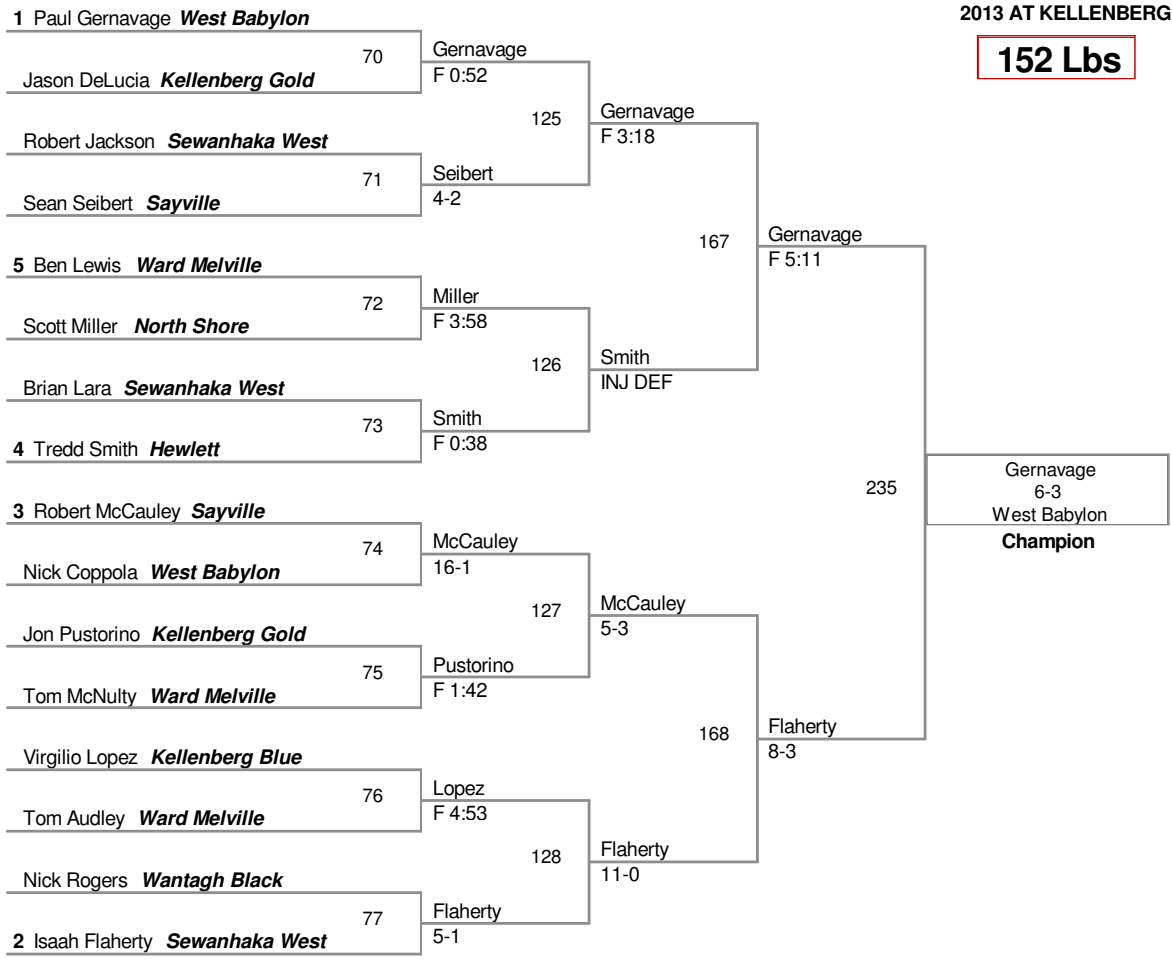 2013 AT KELLENBERG
152 Lbs
1 Paul Gernavage West Babylon
70
Jason DeLucia Kellenberg Gold
Robert Jackson Sewanhaka West
71
Sean Seibert Sayville
5 Ben Lewis Ward Melville
72
Scott Miller North Shore
Brian Lara Sewanhaka West
73
4 Tredd Smith Hewlett
3 Robert McCauley Sayville
74
Nick Coppola West Babylon
Jon Pustorino Kellenberg Gold
75
Tom McNulty Ward Melville
Virgilio Lopez Kellenberg Blue
76
Tom Audley Ward Melville
Nick Rogers Wantagh Black
77
2 Isaah Flaherty Sewanhaka West
Gernavage
F 0:52
125
Seibert
4-2
Miller
F 3:58
126
Smith
F 0:38
McCauley
16-1
127
Pustorino
F 1:42
Lopez
F 4:53
128
Flaherty
5-1
Gernavage
F 3:18
167
Smith
INJ DEF
McCauley
5-3
168
Flaherty
11-0
Gernavage
F 5:11
235
Flaherty
8-3
Gernavage
6-3
West Babylon
Champion